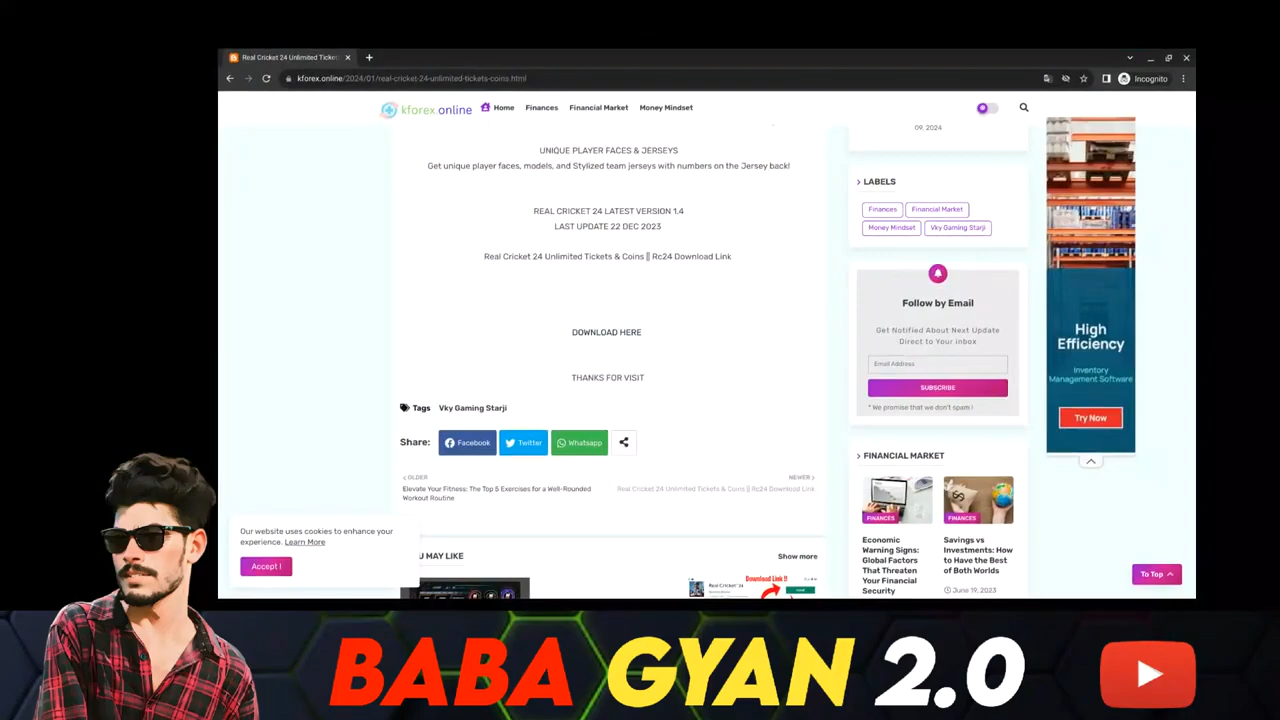 Real Cricket 24 Unlimited Ticke
kforex.online/2024/01/real-cricket-24-unlimited-tickets-coins.html
Incognito
kforex.online
Home
Finances
Financial Market
Money Mindset
09, 2024
UNIQUE PLAYER FACES & JERSEYS
Get unique player faces, models, and Stylized team jerseys with numbers on the Jersey back!
REAL CRICKET 24 LATEST VERSION 1.4
LAST UPDATE 22 DEC 2023
Real Cricket 24 Unlimited Tickets & Coins || Rc24 Download Link
DOWNLOAD HERE
THANKS FOR VISIT
Tags Vky Gaming Starji
Share: Facebook Twitter Whatsapp
OLDER
Elevate Your Fitness: The Top 5 Exercises for a Well-Rounded
Workout Routine
NEWER
Real Cricket 24 Unlimited Tickets & Coins || Rc24 Download Link
U MAY LIKE
Show more
Real Cricket 24
Download Link !!
LABELS
Finances Financial Market
Money Mindset Vky Gaming Starji
Follow by Email
Get Notified About Next Update
Direct to Your inbox
Email Address
SUBSCRIBE
* We promise that we don't spam !
FINANCIAL MARKET
FINANCES
Economic
Warning Signs:
Global Factors
That Threaten
Your Financial
Security
FINANCES
Savings vs
Investments: How
to Have the Best
of Both Worlds
June 19, 2023
High
Efficiency
Inventory
Management Software
Try Now
To Top
Our website uses cookies to enhance your
experience. Learn More
Accept !
BABA GYAN 2.0